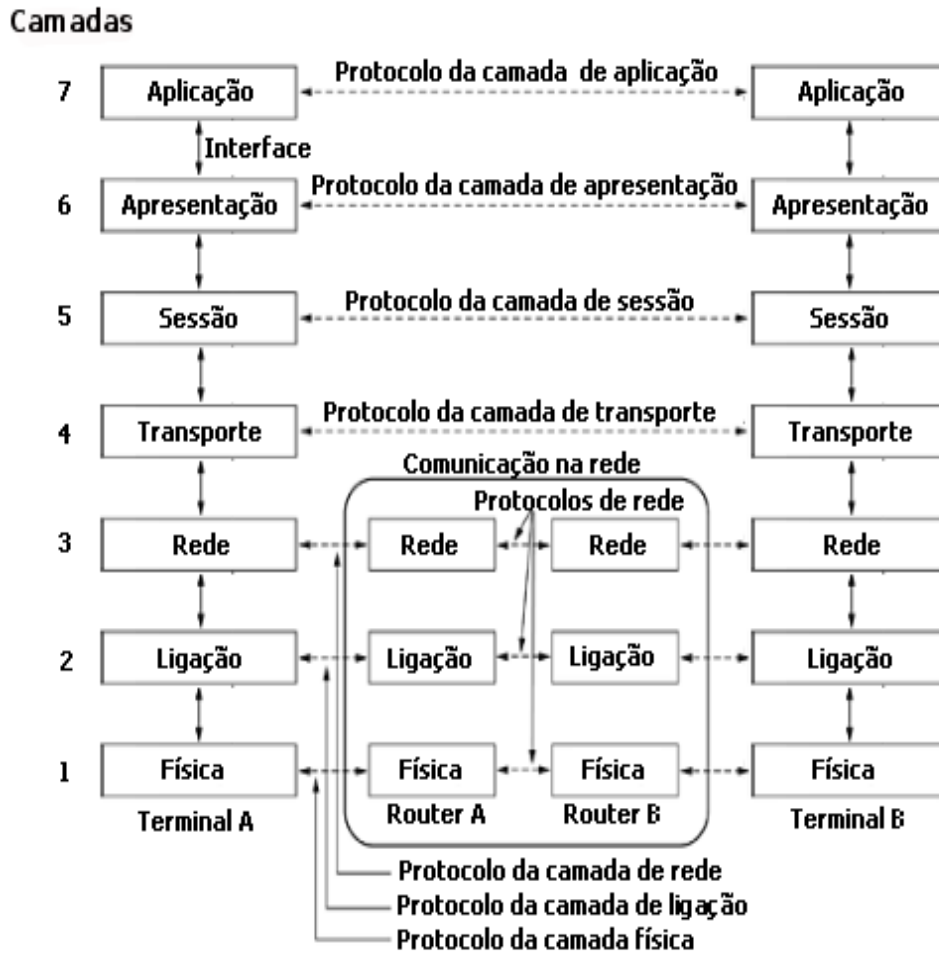 Camadas
7 Aplicação Protocolo da camada de aplicação Aplicação
Interface
6 Apresentação Protocolo da camada de apresentação Apresentação
5 Sessão Protocolo da camada de sessão Sessão
4 Transporte Protocolo da camada de transporte Transporte
Comunicação na rede
Protocolos de rede
3 Rede Rede Rede Rede
2 Ligação Ligação Ligação Ligação
1 Física Física Física Física
Terminal A Router A Router B Terminal B
Protocolo da camada de rede
Protocolo da camada de ligação
Protocolo da camada física